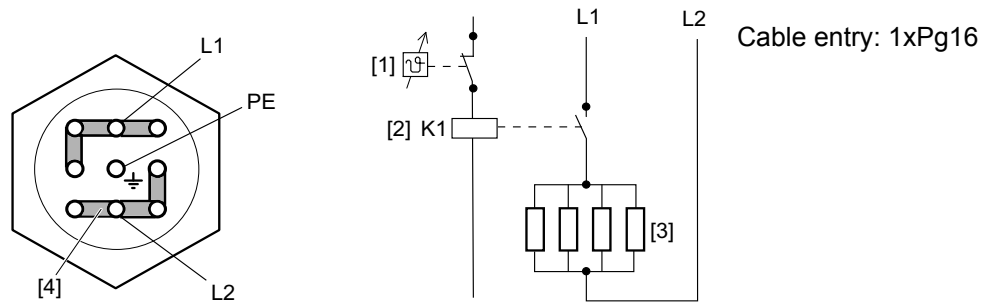 L1
PE
[4]
L2
[1] ϑ
[2] K1
L1
L2
[3]
Cable entry: 1xPg16